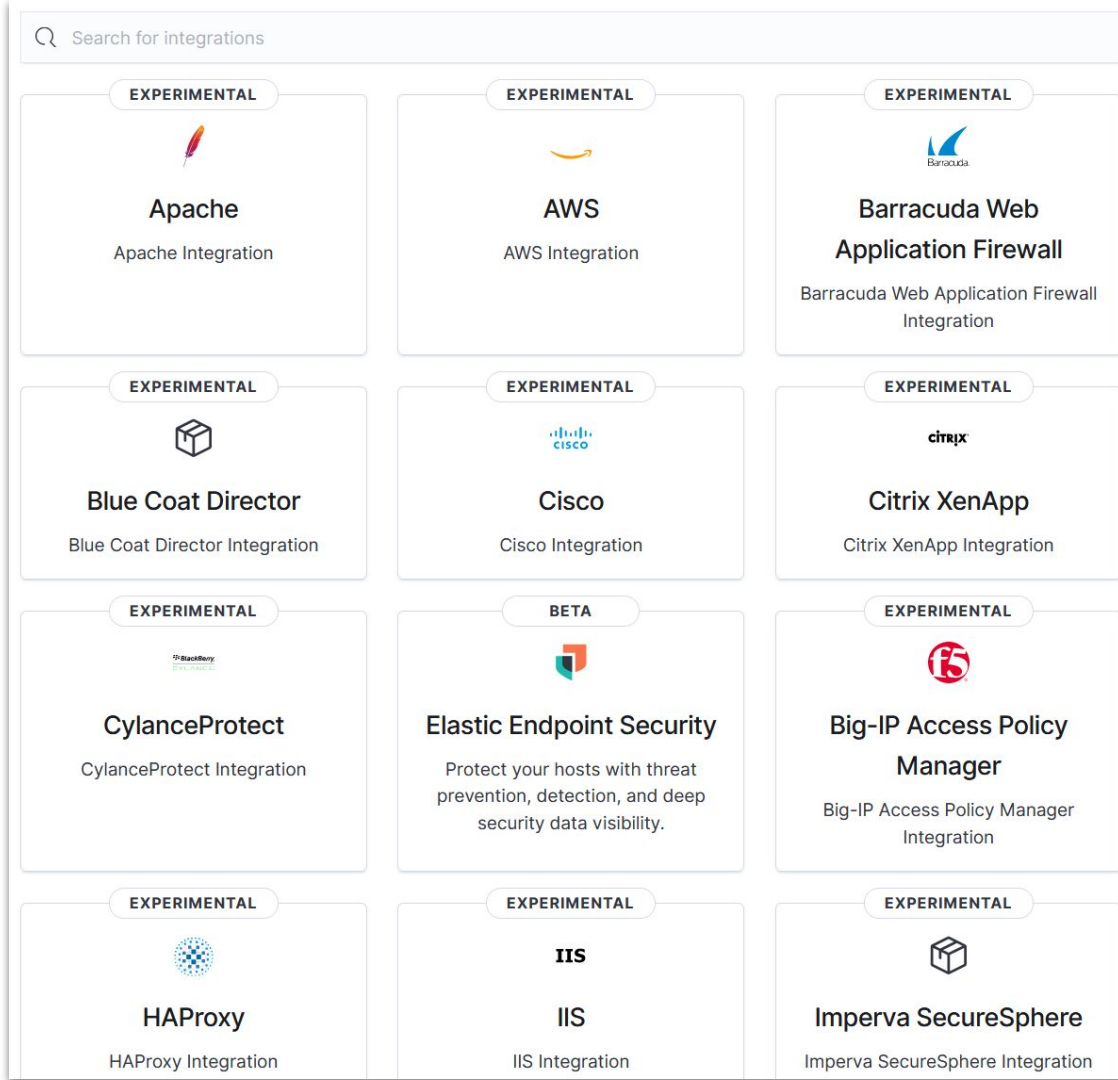 Search for integrations
EXPERIMENTAL
Apache
Apache Integration
EXPERIMENTAL
AWS
AWS Integration
EXPERIMENTAL
Barracuda
Barracuda Web
Application Firewall
Barracuda Web Application Firewall
Integration
EXPERIMENTAL
Blue Coat Director
Blue Coat Director Integration
EXPERIMENTAL
CISCO
Cisco
Cisco Integration
EXPERIMENTAL
CITRIX
Citrix XenApp
Citrix XenApp Integration
EXPERIMENTAL
BlackBerry
CYLANCE
CylanceProtect
CylanceProtect Integration
BETA
Elastic Endpoint Security
Protect your hosts with threat
prevention, detection, and deep
security data visibility.
EXPERIMENTAL
f5
Big-IP Access Policy
Manager
Big-IP Access Policy Manager
Integration
EXPERIMENTAL
HAProxy
HAProxy Integration
EXPERIMENTAL
IIS
IIS
IIS Integration
EXPERIMENTAL
Imperva SecureSphere
Imperva SecureSphere Integration